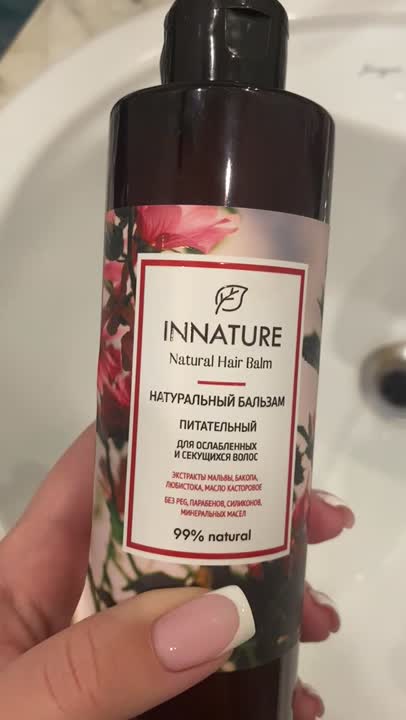 INNATURE
Natural Hair Balm
НАТУРАЛЬНЫЙ БАЛЬЗАМ
ПИТАТЕЛЬНЫЙ
ДЛЯ ОСЛАБЛЕННЫХ
И СЕКУЩИХСЯ ВОЛОС
ЭКСТРАКТЫ МАЛЬВЫ, БАКОПА,
ЛЮБИСТОКА, МАСЛО КАСТОРОВОЕ
БЕЗ PEG, ПАРАБЕНОВ, СИЛИКОНОВ,
МИНЕРАЛЬНЫХ МАСЕЛ
99% natural